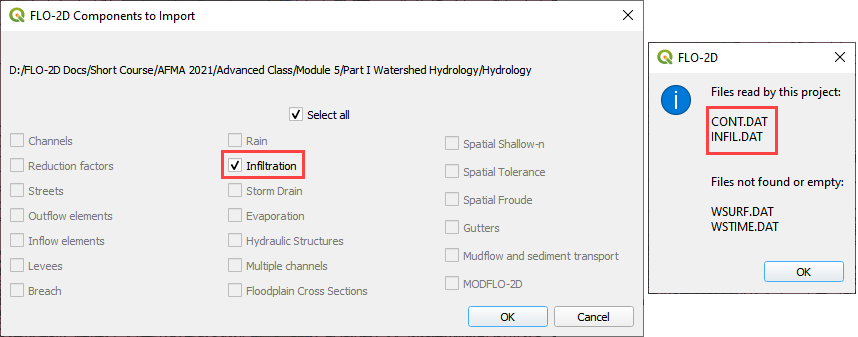 FLO-2D Components to Import
D:/FLO-2D Docs/Short Course/AFMA 2021/Advanced Class/Module 5/Part I Watershed Hydrology/Hydrology
Select all
Channels
Reduction factors
Streets
Outflow elements
Inflow elements
Levees
Breach
Rain
Infiltration
Storm Drain
Evaporation
Hydraulic Structures
Multiple channels
Floodplain Cross Sections
Spatial Shallow-n
Spatial Tolerance
Spatial Froude
Gutters
Mudflow and sediment transport
MODFLO-2D
OK
Cancel
FLO-2D
Files read by this project:
CONT.DAT
INFIL.DAT
Files not found or empty:
WSURF.DAT
WSTIME.DAT
OK